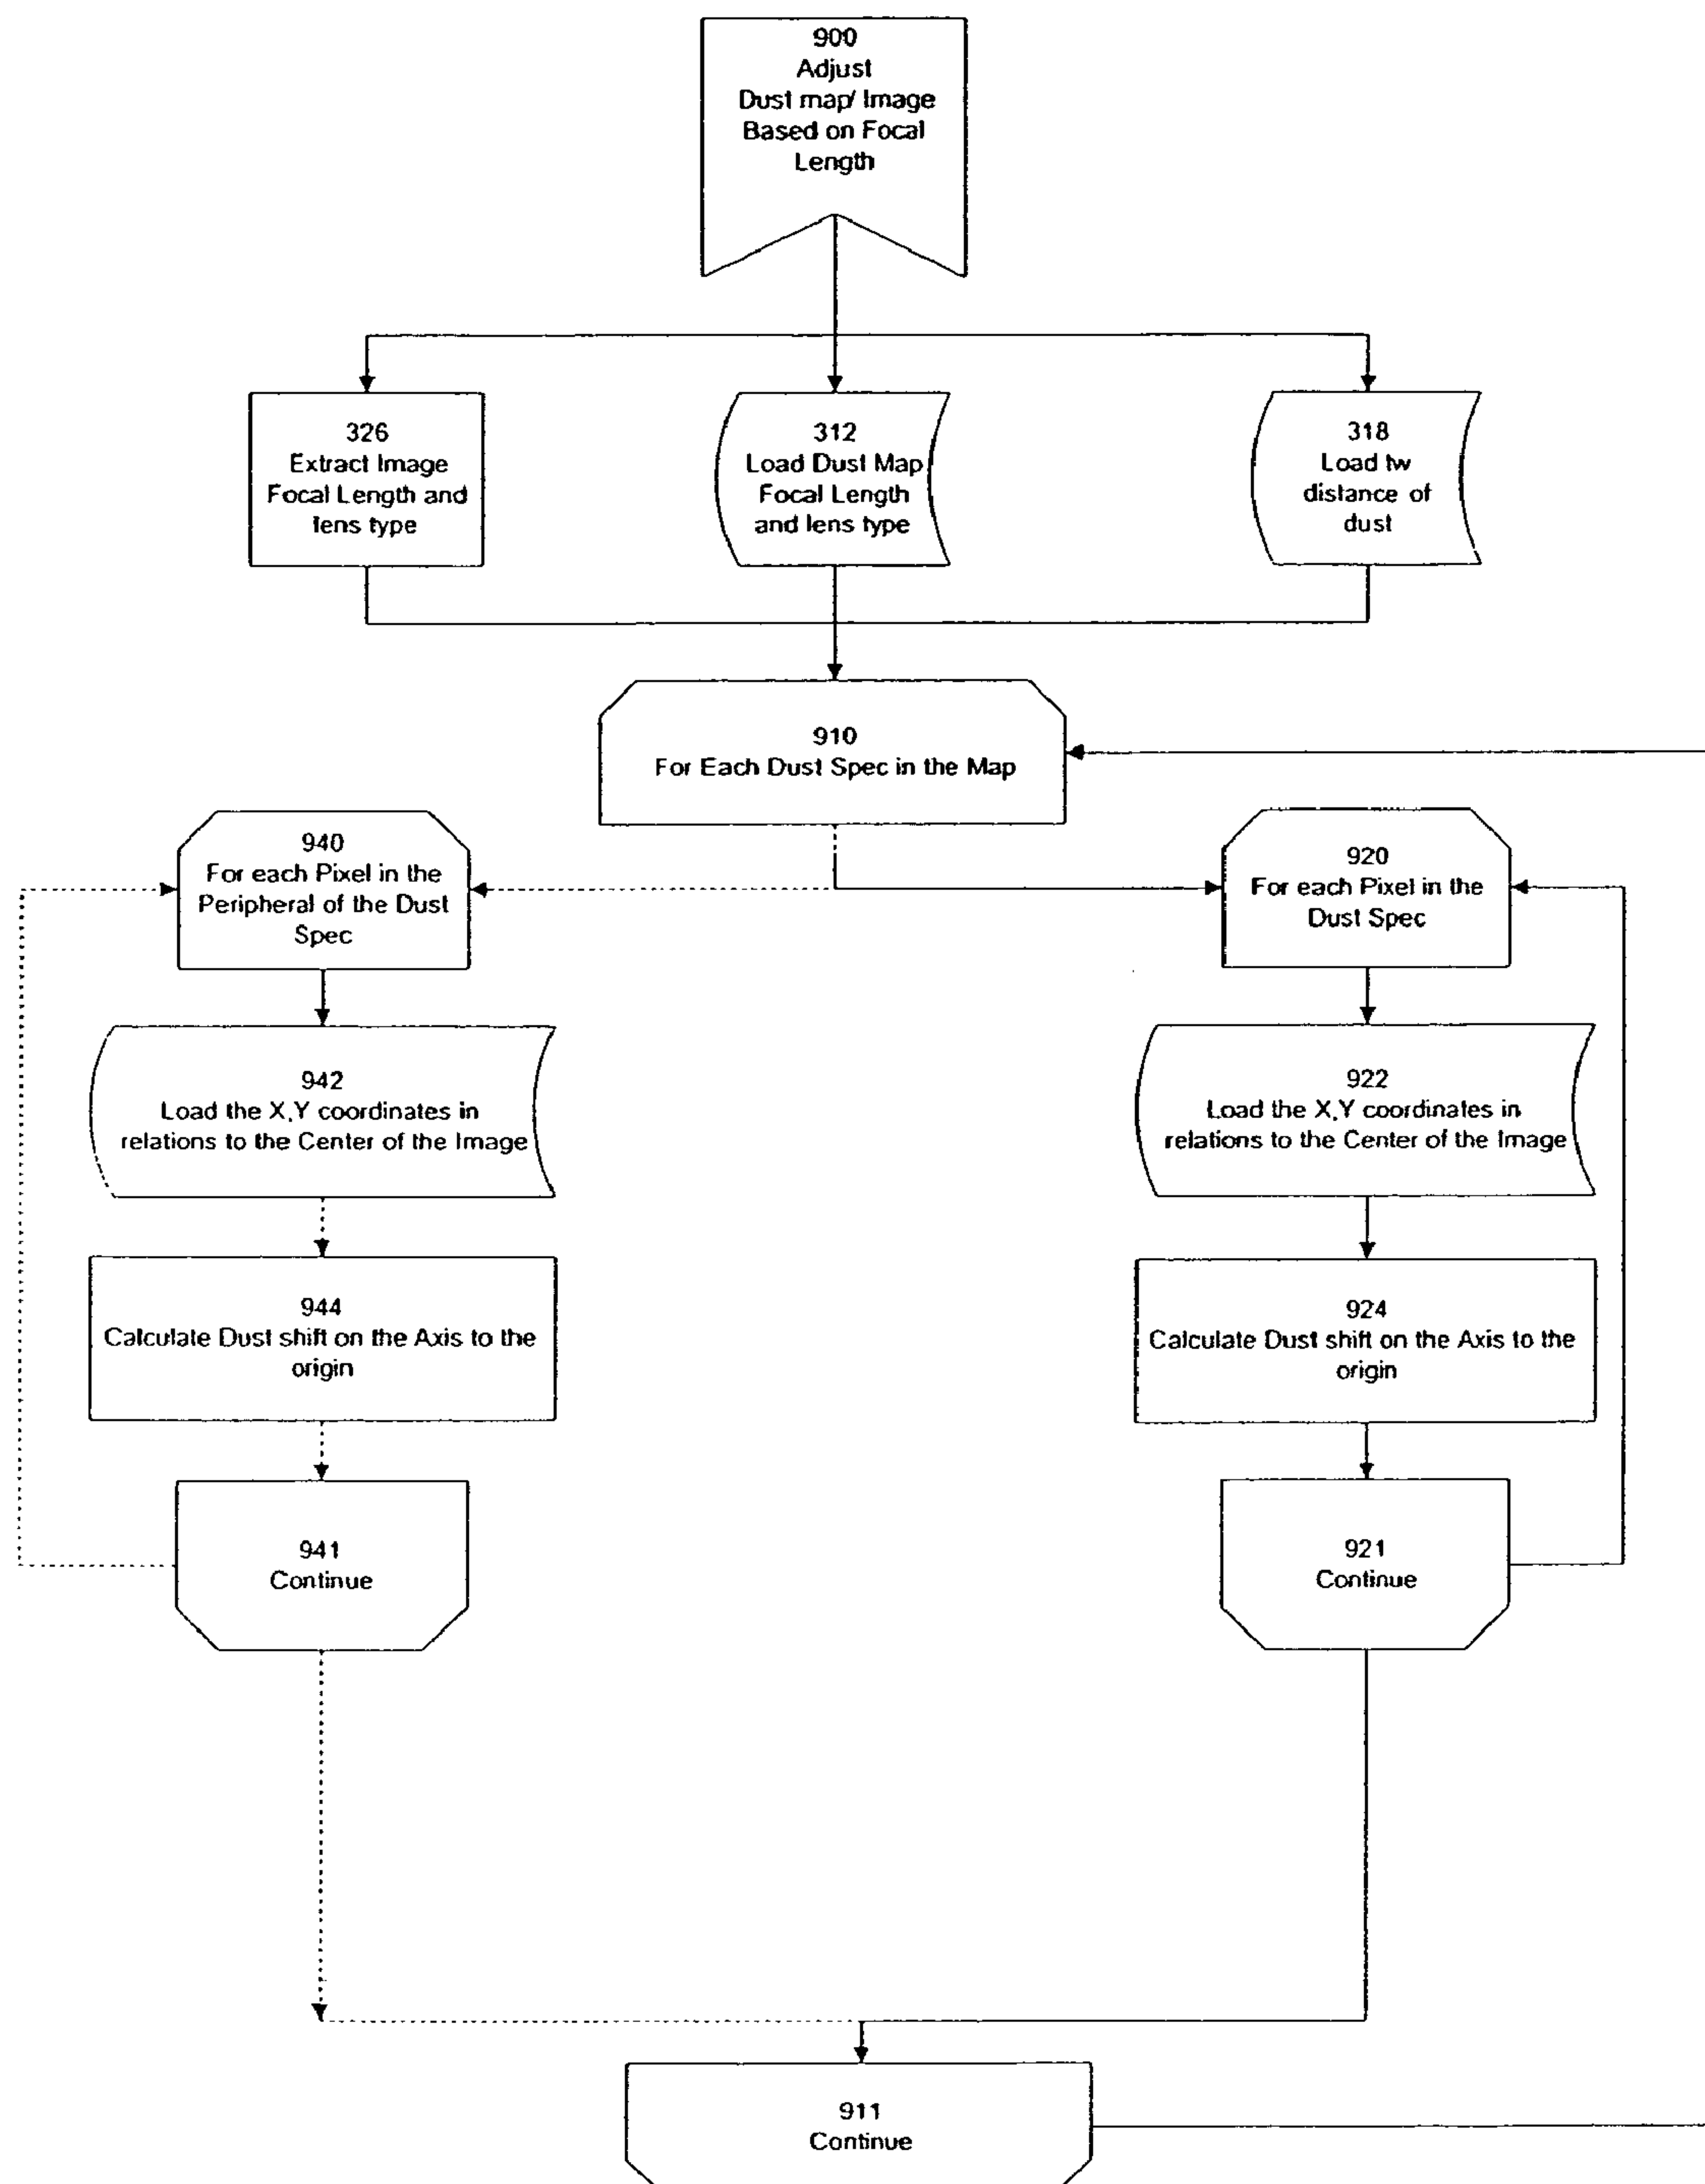 900
Adjust
Dust map/ Image
Based on Focal
Length
326
Extract Image
Focal Length and
lens type
312
Load Dust Map
Focal Length
and lens type
318
Load tw
distance of
dust
910
For Each Dust Spec in the Map
940
For each Pixel in the
Peripheral of the Dust
Spec
920
For each Pixel in the
Dust Spec
942
Load the X,Y coordinates in
relations to the Center of the Image
922
Load the X,Y coordinates in
relations to the Center of the Image
944
Calculate Dust shift on the Axis to the
origin
924
Calculate Dust shift on the Axis to the
origin
941
Continue
921
Continue
911
Continue